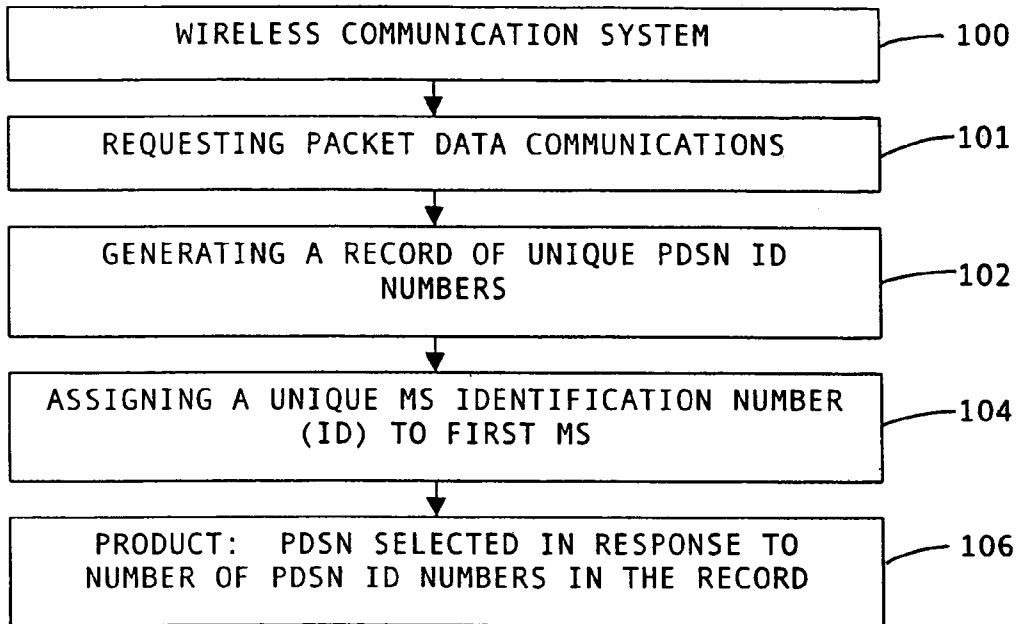 WIRELESS COMMUNICATION SYSTEM
100
REQUESTING PACKET DATA COMMUNICATIONS
101
GENERATING A RECORD OF UNIQUE PDSN ID
NUMBERS
102
ASSIGNING A UNIQUE MS IDENTIFICATION NUMBER
(ID) TO FIRST MS
104
PRODUCT: PDSN SELECTED IN RESPONSE TO
NUMBER OF PDSN ID NUMBERS IN THE RECORD
106